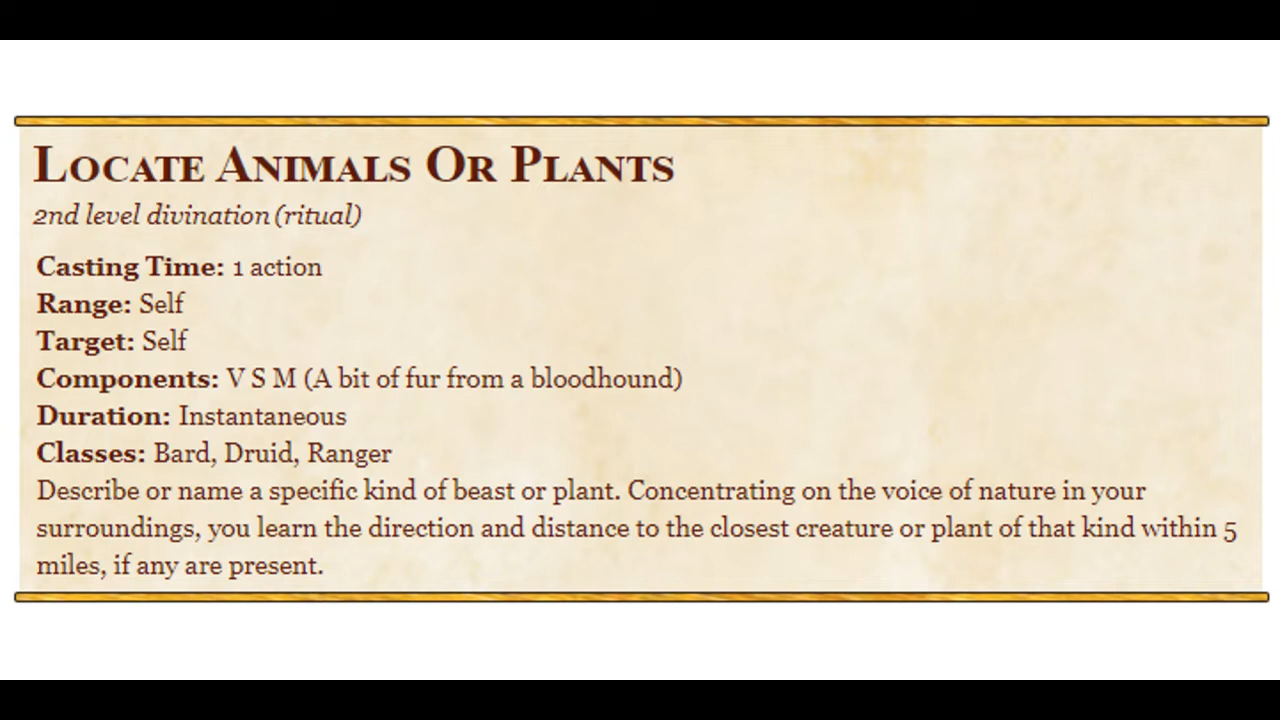 Locate Animals Or Plants
2nd level divination (ritual)
Casting Time: 1 action
Range: Self
Target: Self
Components: V S M (A bit of fur from a bloodhound)
Duration: Instantaneous
Classes: Bard, Druid, Ranger
Describe or name a specific kind of beast or plant. Concentrating on the voice of nature in your
surroundings, you learn the direction and distance to the closest creature or plant of that kind within 5
miles, if any are present.